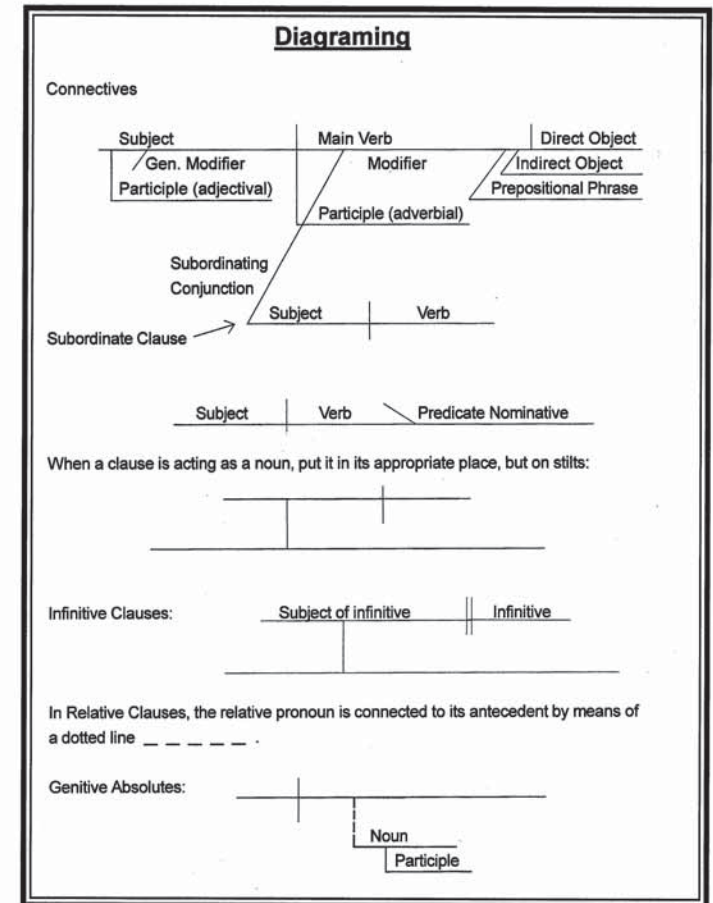 Diagraming
Connectives
Subject Main Verb Direct Object
Gen. Modifier Modifier Indirect Object
Participle (adjectival) Prepositional Phrase
Participle (adverbial)
Subordinating
Conjunction
Subject Verb
Subordinate Clause
Subject Verb Predicate Nominative
When a clause is acting as a noun, put it in its appropriate place, but on stilts:
Infinitive Clauses: Subject of infinitive Infinitive
In Relative Clauses, the relative pronoun is connected to its antecedent by means of
a dotted line _ _ _ _ _ _ .
Genitive Absolutes:
Noun
Participle